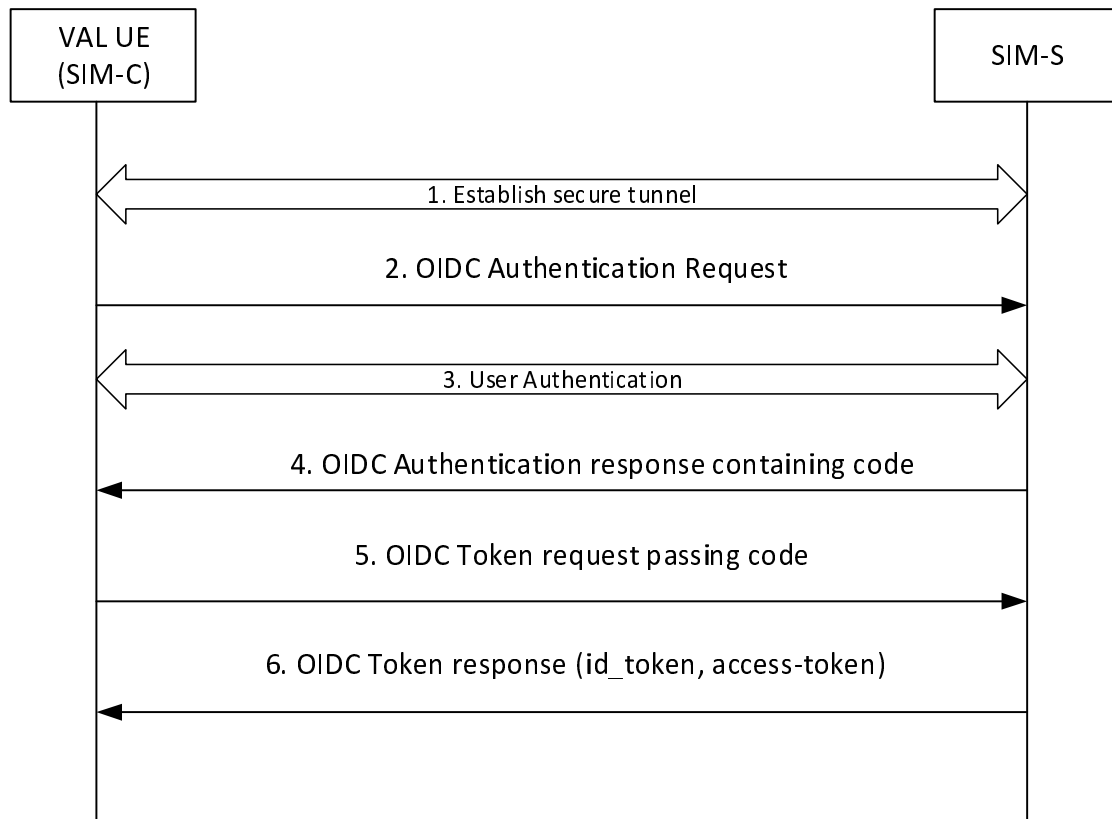 VAL UE
(SIM-C)
SIM-S
1. Establish secure tunnel
2. OIDC Authentication Request
3. User Authentication
4. OIDC Authentication response containing code
5. OIDC Token request passing code
6. OIDC Token response (id_token, access-token)